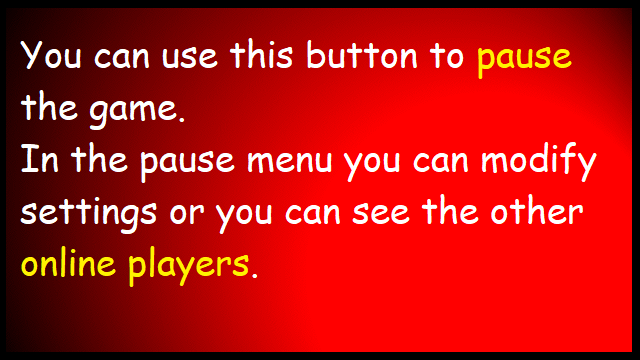 You can use this button to pause
the game.
In the pause menu you can modify
settings or you can see the other
online players.